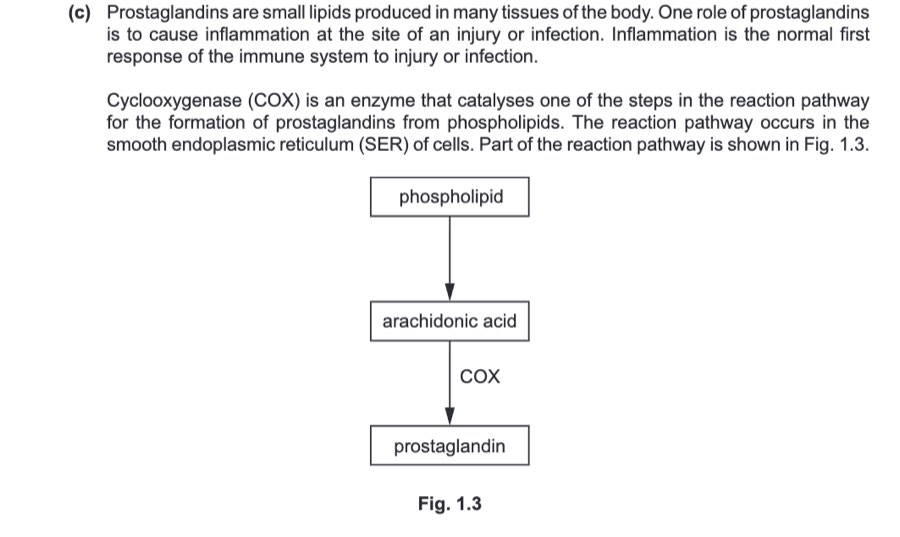 (c) Prostaglandins are small lipids produced in many tissues of the body. One role of prostaglandins
is to cause inflammation at the site of an injury or infection. Inflammation is the normal first
response of the immune system to injury or infection.
Cyclooxygenase (COX) is an enzyme that catalyses one of the steps in the reaction pathway
for the formation of prostaglandins from phospholipids. The reaction pathway occurs in the
smooth endoplasmic reticulum (SER) of cells. Part of the reaction pathway is shown in Fig. 1.3.
phospholipid
arachidonic acid
COX
prostaglandin
Fig. 1.3